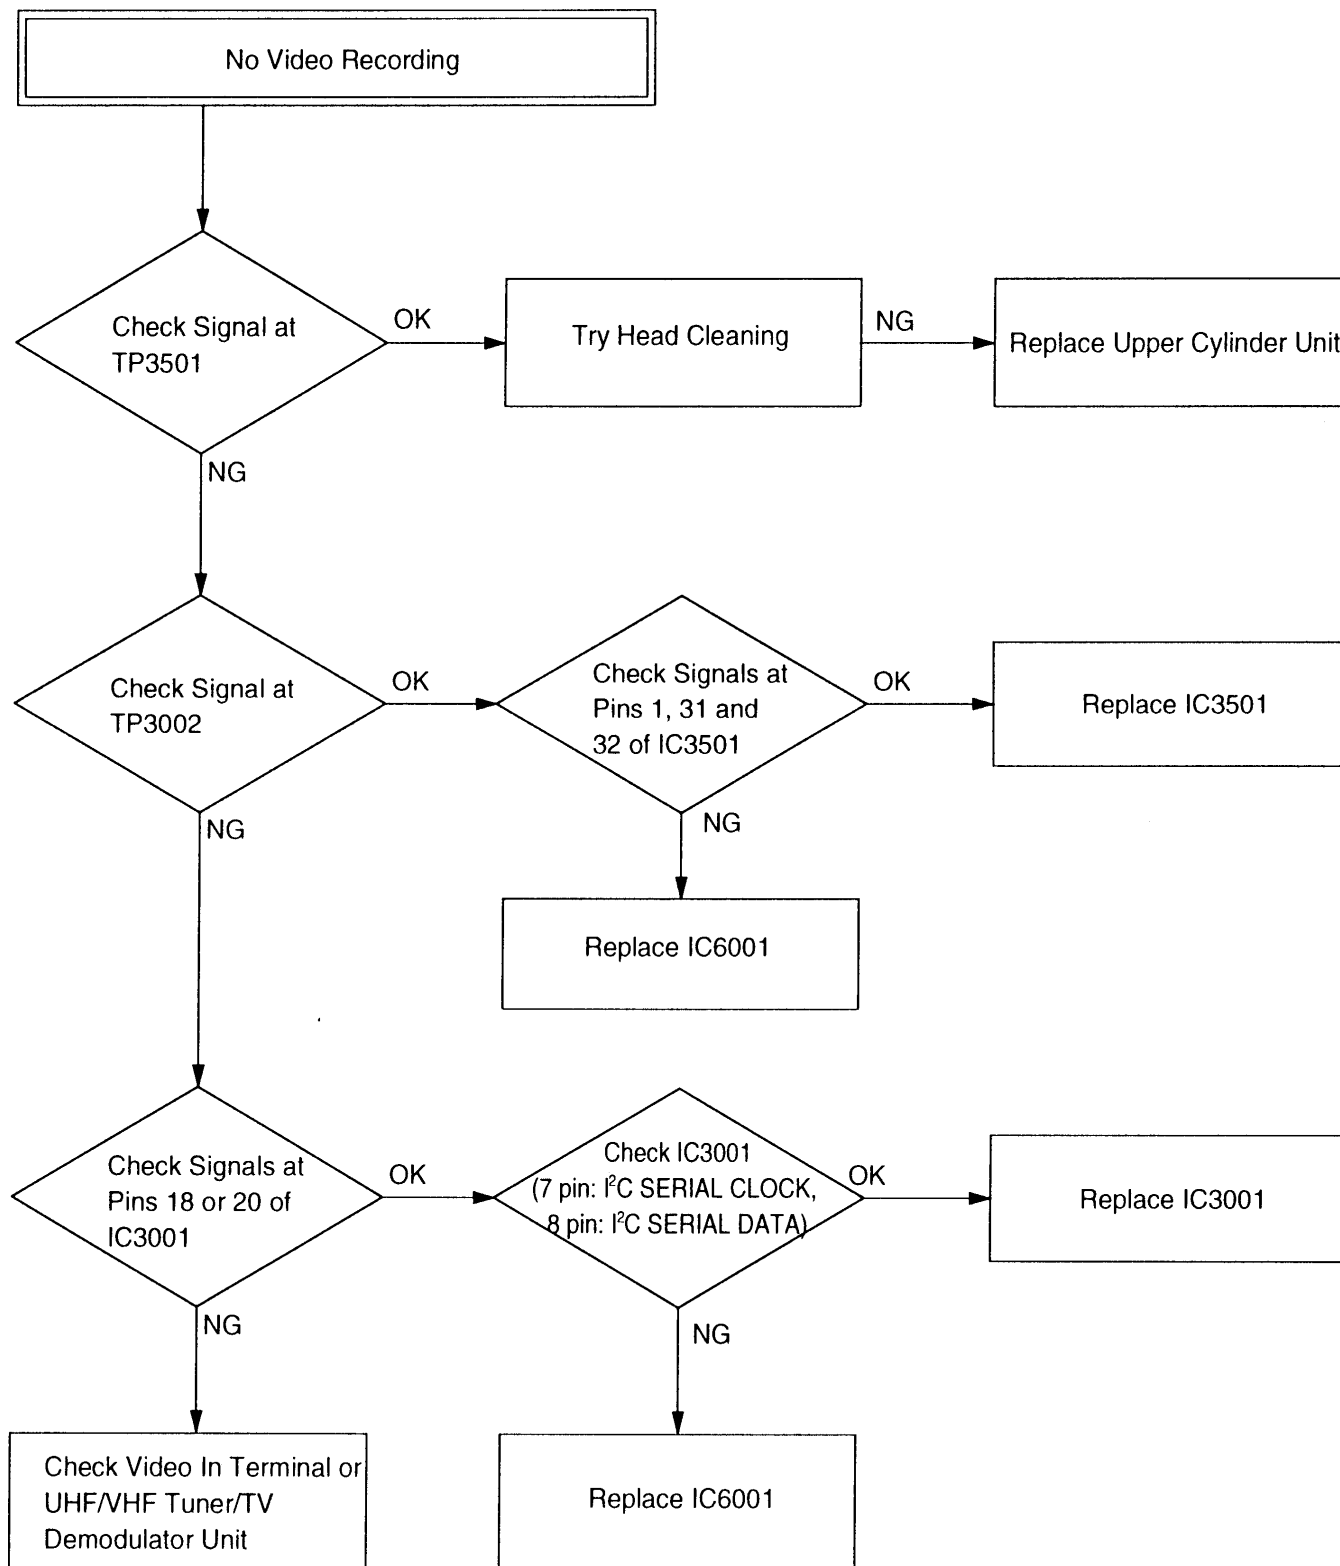 No Video Recording
Check Signal at
TP3501
OK
Try Head Cleaning
NG
Replace Upper Cylinder Unit
NG
Check Signal at
TP3002
OK
Check Signals at
Pins 1, 31 and
32 of IC3501
OK
Replace IC3501
NG
NG
Replace IC6001
Check Signals at
Pins 18 or 20 of
IC3001
OK
Check IC3001
(7 pin: I²C SERIAL CLOCK,
8 pin: I²C SERIAL DATA)
OK
Replace IC3001
NG
NG
Check Video In Terminal or
UHF/VHF Tuner/TV
Demodulator Unit
Replace IC6001